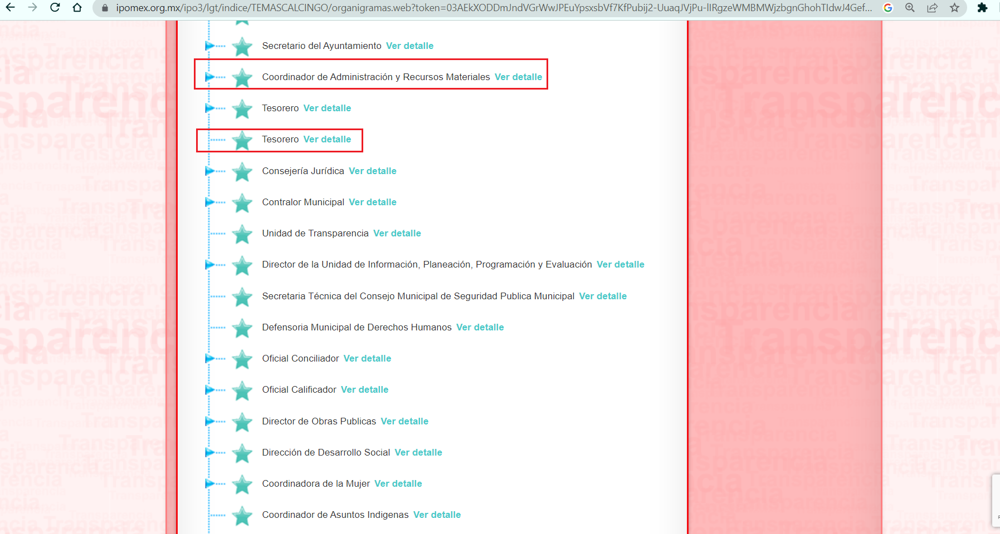 ipomex.org.mx/ipo3/lgt/indice/TEMASCALCINGO/organigramas.web?token=03AEkXODDmJndVGrWwJPEuYpsxsbVf7KfPubij2-UuaqJVjPu-lIRgzeWMBMWjzbgnGhohTIdwJ4Gef...
Secretario del Ayuntamiento Ver detalle
Coordinador de Administración y Recursos Materiales Ver detalle
Tesorero Ver detalle
Tesorero Ver detalle
Consejería Jurídica Ver detalle
Contralor Municipal Ver detalle
Unidad de Transparencia Ver detalle
Director de la Unidad de Información, Planeación, Programación y Evaluación Ver detalle
Secretaria Técnica del Consejo Municipal de Seguridad Publica Municipal Ver detalle
Defensoria Municipal de Derechos Humanos Ver detalle
Oficial Conciliador Ver detalle
Oficial Calificador Ver detalle
Director de Obras Publicas Ver detalle
Dirección de Desarrollo Social Ver detalle
Coordinadora de la Mujer Ver detalle
Coordinador de Asuntos Indigenas Ver detalle